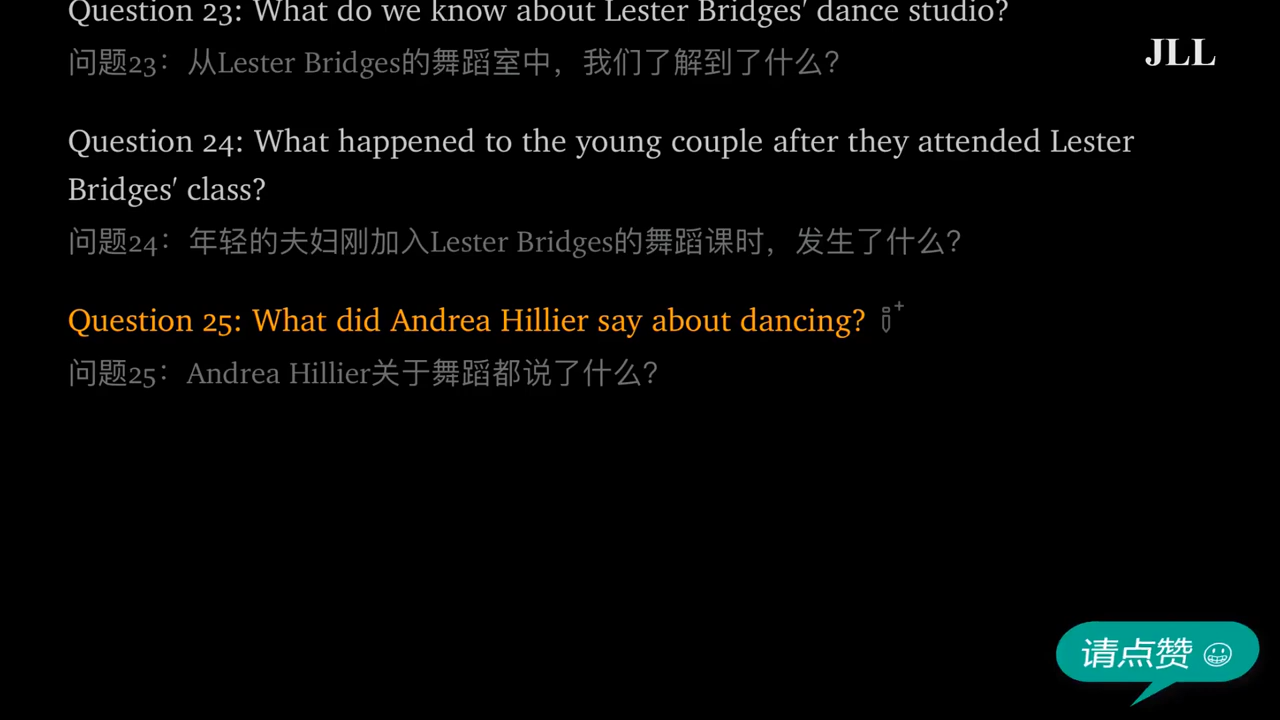 Question 23: What do we know about Lester Bridges' dance studio?
问题23：从Lester Bridges的舞蹈室中，我们了解到了什么？
JLL
Question 24: What happened to the young couple after they attended Lester
Bridges' class?
问题24：年轻的夫妇刚加入Lester Bridges的舞蹈课时，发生了什么？
Question 25: What did Andrea Hillier say about dancing?
问题25：Andrea Hillier关于舞蹈都说了什么？
请点赞